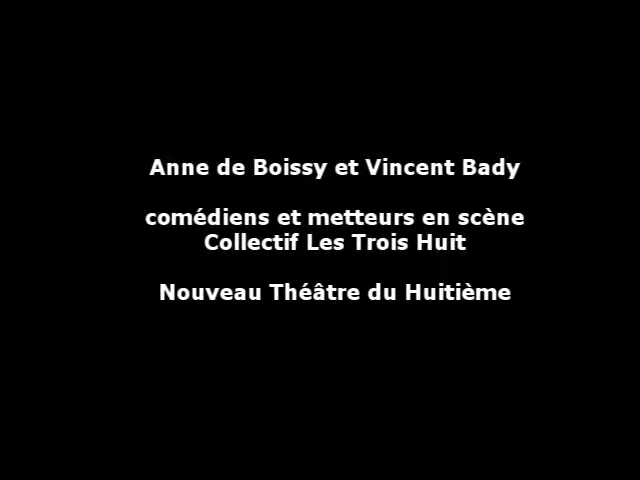 Anne de Boissy et Vincent Bady
comédiens et metteurs en scène
Collectif Les Trois Huit
Nouveau Théâtre du Huitième